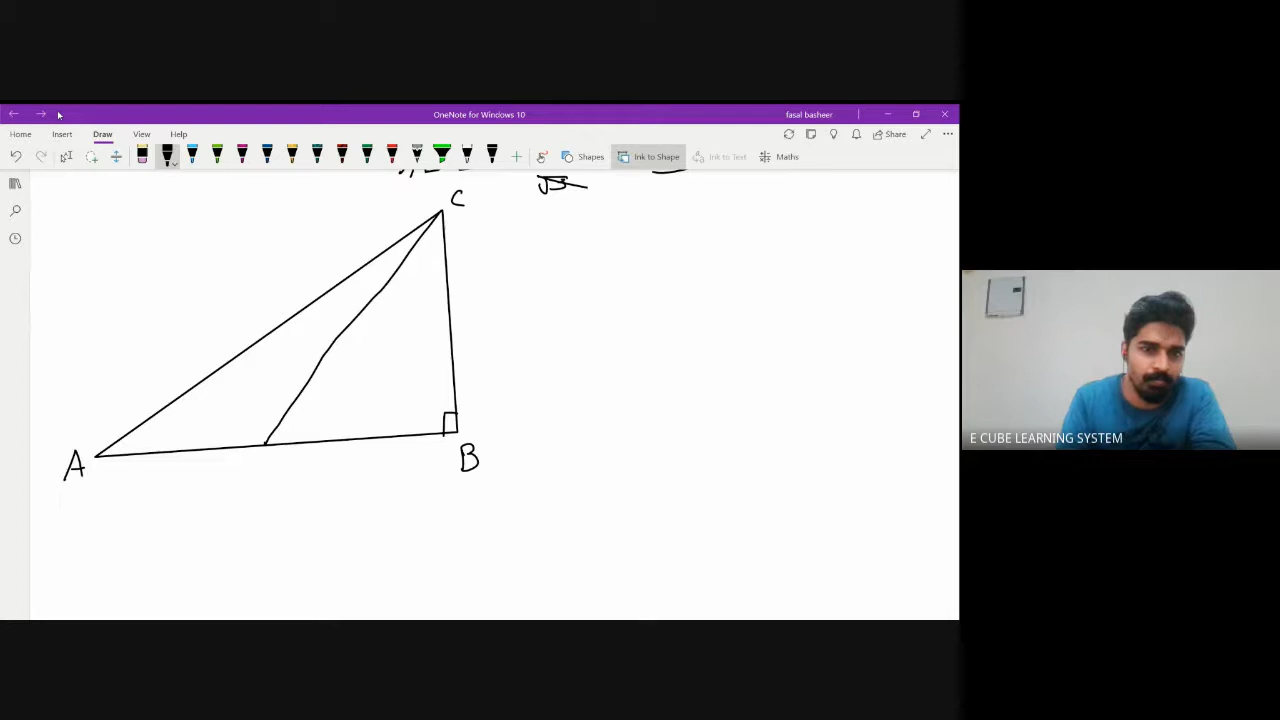 OneNote for Windows 10
fasal basheer
Home Insert Draw View Help
Share
Shapes Ink to Shape Ink to Text Maths
√3
C
A
B
E CUBE LEARNING SYSTEM